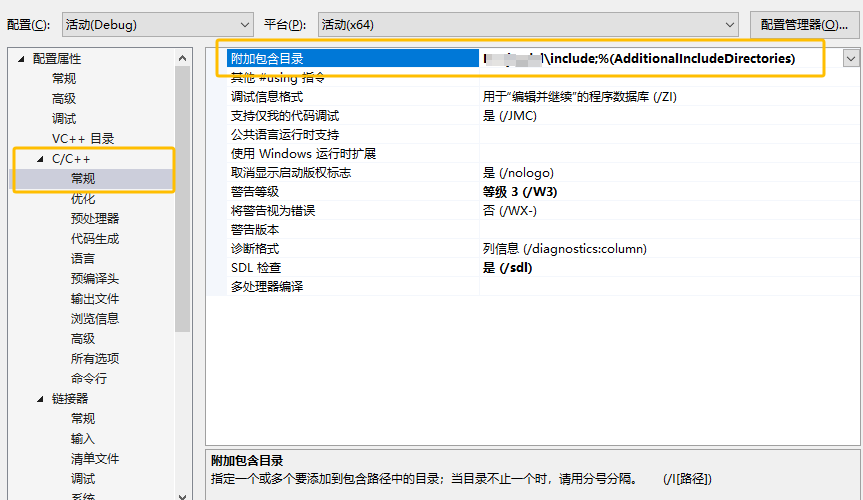 配置(C): 活动(Debug) 平台(P): 活动(x64) 配置管理器(O)...
配置属性
常规
高级
调试
VC++ 目录
C/C++
常规
优化
预处理器
代码生成
语言
预编译头
输出文件
浏览信息
高级
所有选项
命令行
链接器
常规
输入
清单文件
调试
系统
附加包含目录 \include;%(AdditionalIncludeDirectories)
其他 #using 指令
调试信息格式 用于“编辑并继续”的程序数据库 (/ZI)
支持仅我的代码调试 是 (/JMC)
公共语言运行时支持
使用 Windows 运行时扩展
取消显示启动版权标志 是 (/nologo)
警告等级 等级 3 (/W3)
将警告视为错误 否 (/WX-)
警告版本
诊断格式 列信息 (/diagnostics:column)
SDL 检查 是 (/sdl)
多处理器编译
附加包含目录
指定一个或多个要添加到包含路径中的目录；当目录不止一个时，请用分号分隔。 (/I[路径])